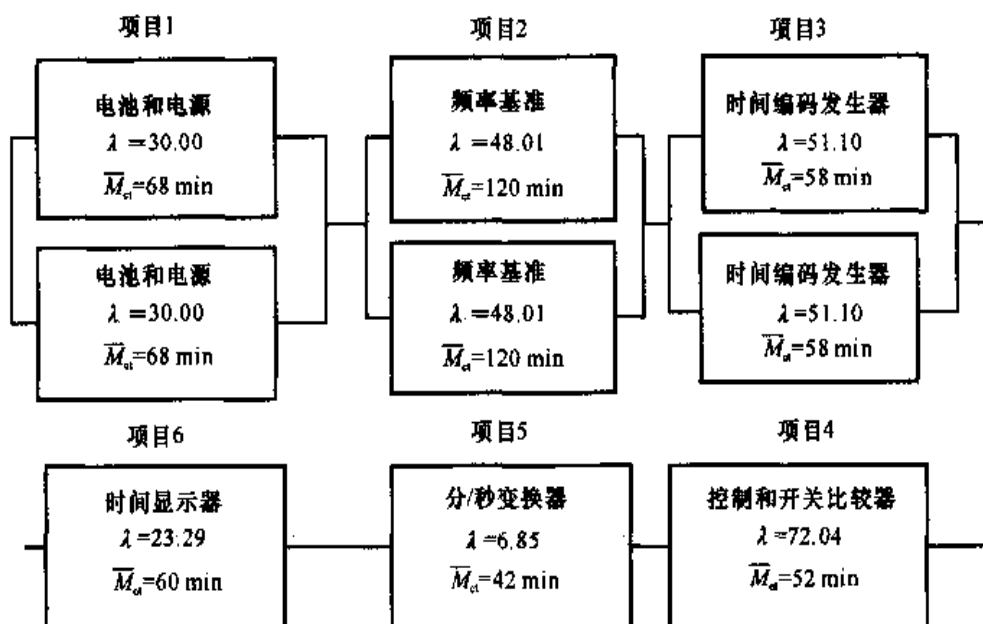 项目1
电池和电源
λ =30.00
M̅ct=68 min
电池和电源
λ =30.00
M̅ct=68 min
项目2
频率基准
λ =48.01
M̅ct=120 min
频率基准
λ =48.01
M̅ct=120 min
项目3
时间编码发生器
λ=51.10
M̅ct=58 min
时间编码发生器
λ=51.10
M̅ct=58 min
项目6
时间显示器
λ=23.29
M̅ct=60 min
项目5
分/秒变换器
λ=6.85
M̅ct=42 min
项目4
控制和开关比较器
λ=72.04
M̅ct=52 min